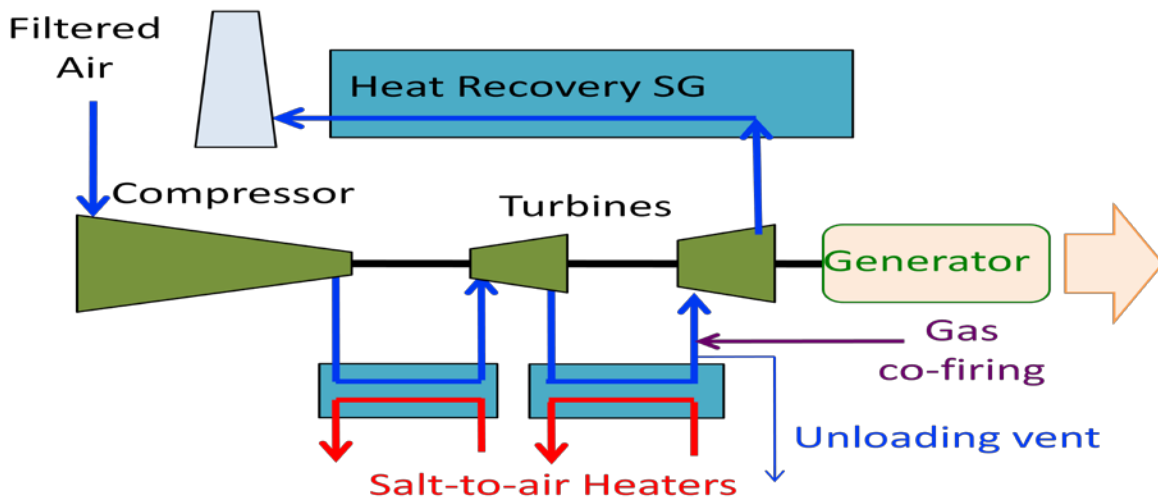 Filtered
Air
Heat Recovery SG
Compressor
Turbines
Generator
Gas
co-firing
Unloading vent
Salt-to-air Heaters